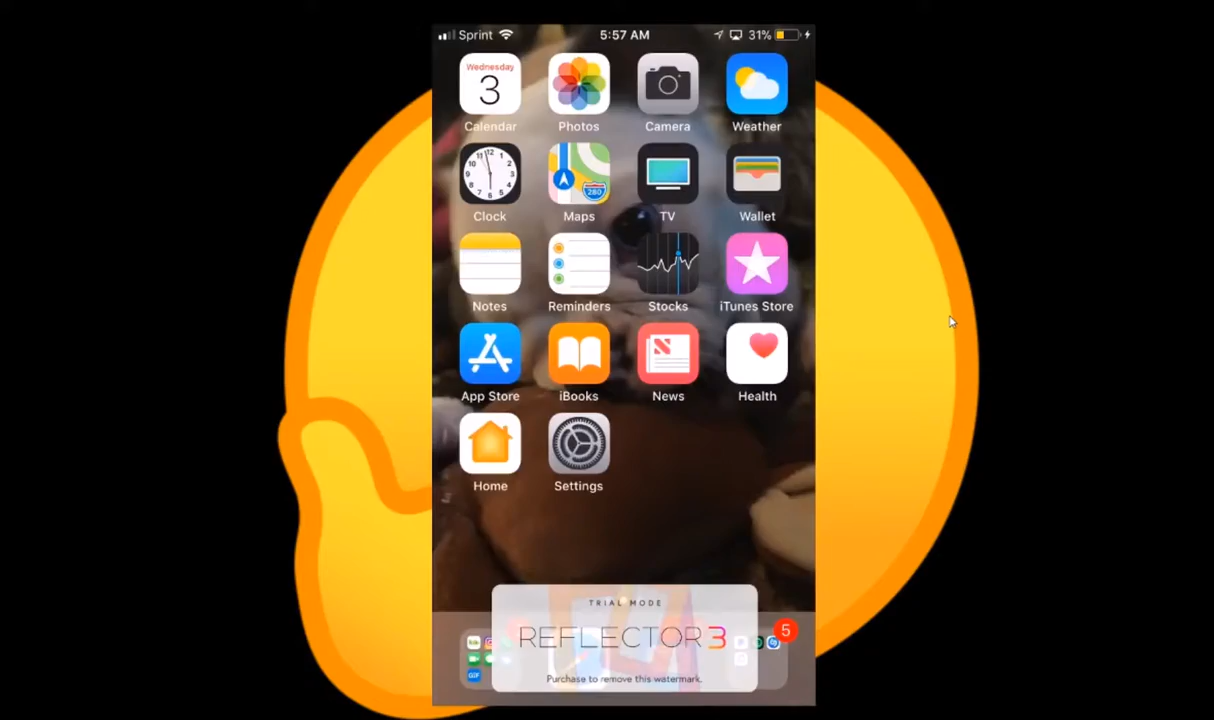 Sprint 5:57 AM 31%
Wednesday
3
Calendar Photos Camera Weather
12
280
Clock Maps TV Wallet
Notes Reminders Stocks iTunes Store
App Store iBooks News Health
Home Settings
TRIAL MODE
REFLECTOR 3
5
GIF
Purchase to remove this watermark.